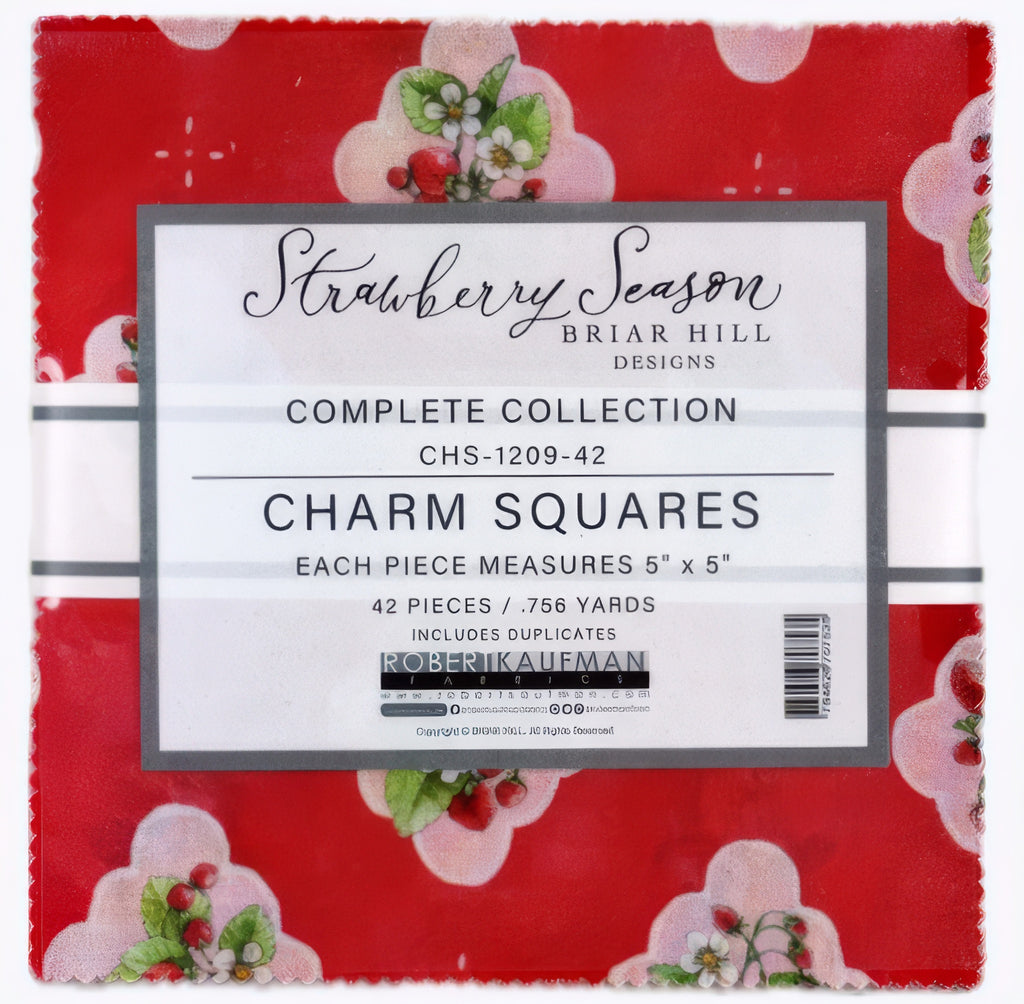 Strawberry Season
BRIAR HILL
DESIGNS
COMPLETE COLLECTION
CHS-1209-42
CHARM SQUARES
EACH PIECE MEASURES 5" x 5"
42 PIECES / .756 YARDS
INCLUDES DUPLICATES
ROBERT KAUFMAN
FABRICS